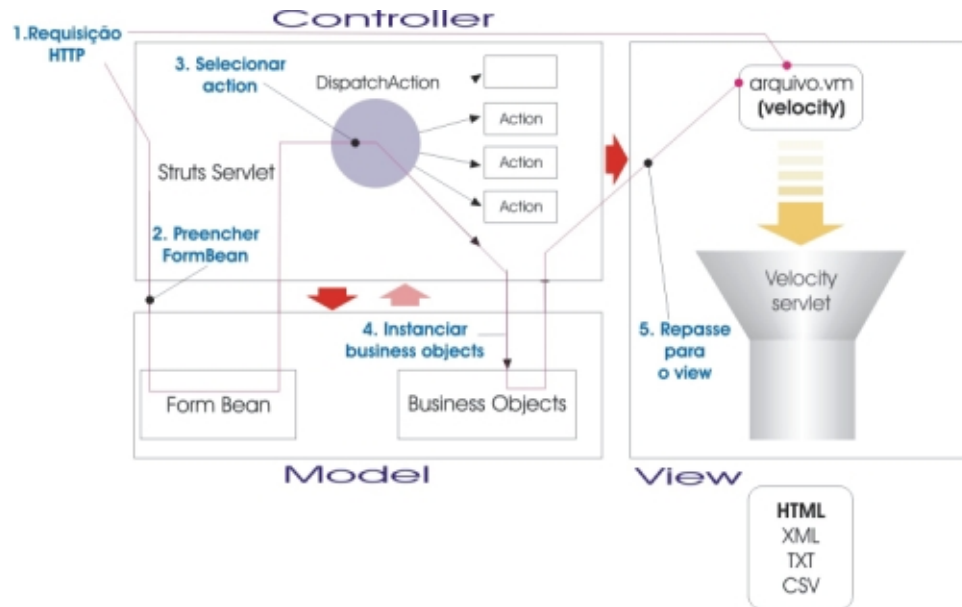 Controller
1.Requisição
HTTP
3. Selecionar
action
DispatchAction
Action
Action
Action
Struts Servlet
2. Preencher
FormBean
4. Instanciar
business objects
Form Bean
Business Objects
Model
arquivo.vm
(velocity)
Velocity
servlet
5. Repasse
para
o view
View
HTML
XML
TXT
CSV